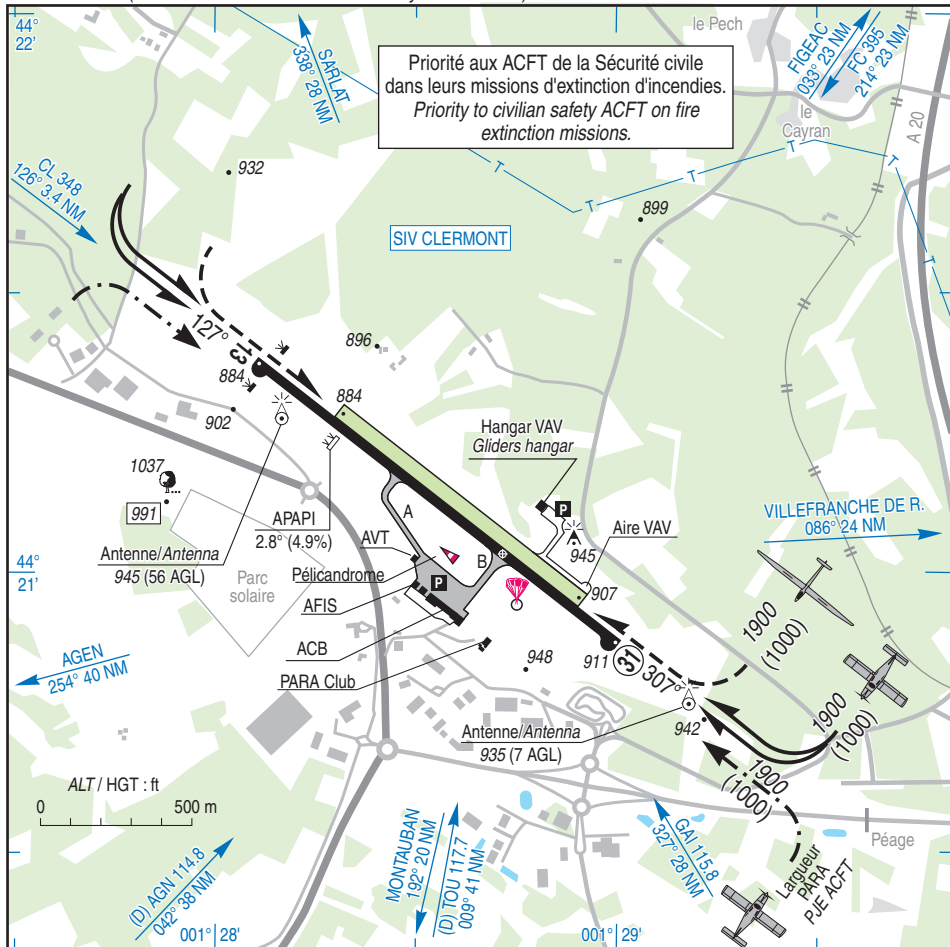 44°
22'
SARLAT
338° 28 NM
Priorité aux ACFT de la Sécurité civile
dans leurs missions d'extinction d'incendies.
Priority to civilian safety ACFT on fire
extinction missions.
le Pech
FIGEAC
033° 23 NM
FC 395
214° 23 NM
le
Cayran
A 20
T
T
T
T
T
932
899
CL 348
126° 3.4 NM
SIV CLERMONT
127°
13
884
896
884
902
Hangar VAV
Gliders hangar
P
1037
991
APAPI
2.8° (4.9%)
A
AVT
B
945
Aire VAV
VILLEFRANCHE DE R.
086° 24 NM
Antenne/Antenna
945 (56 AGL)
44°
21'
Parc
solaire
Pélicandrome
P
AFIS
907
ACB
PARA Club
948
911
31
307°
1900
(1000)
AGEN
254° 40 NM
Antenne/Antenna
935 (7 AGL)
942
1900
(1000)
1900
(1000)
ALT / HGT : ft
0
500 m
(D) AGN 114.8
042° 38 NM
MONTAUBAN
192° 20 NM
(D) TOU 117.7
009° 41 NM
GAI 115.8
327° 28 NM
Largueur
PARA
PJE ACFT
Péage
001° 28'
001° 29'